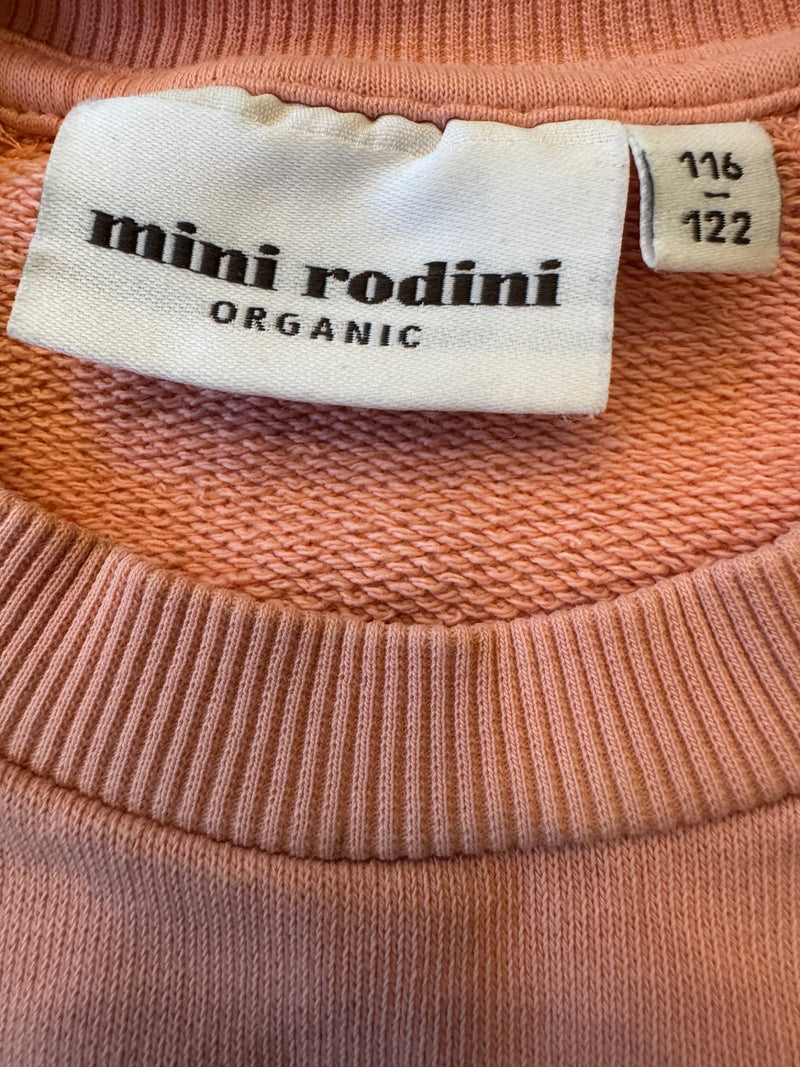 mini rodini
ORGANIC
116
–
122